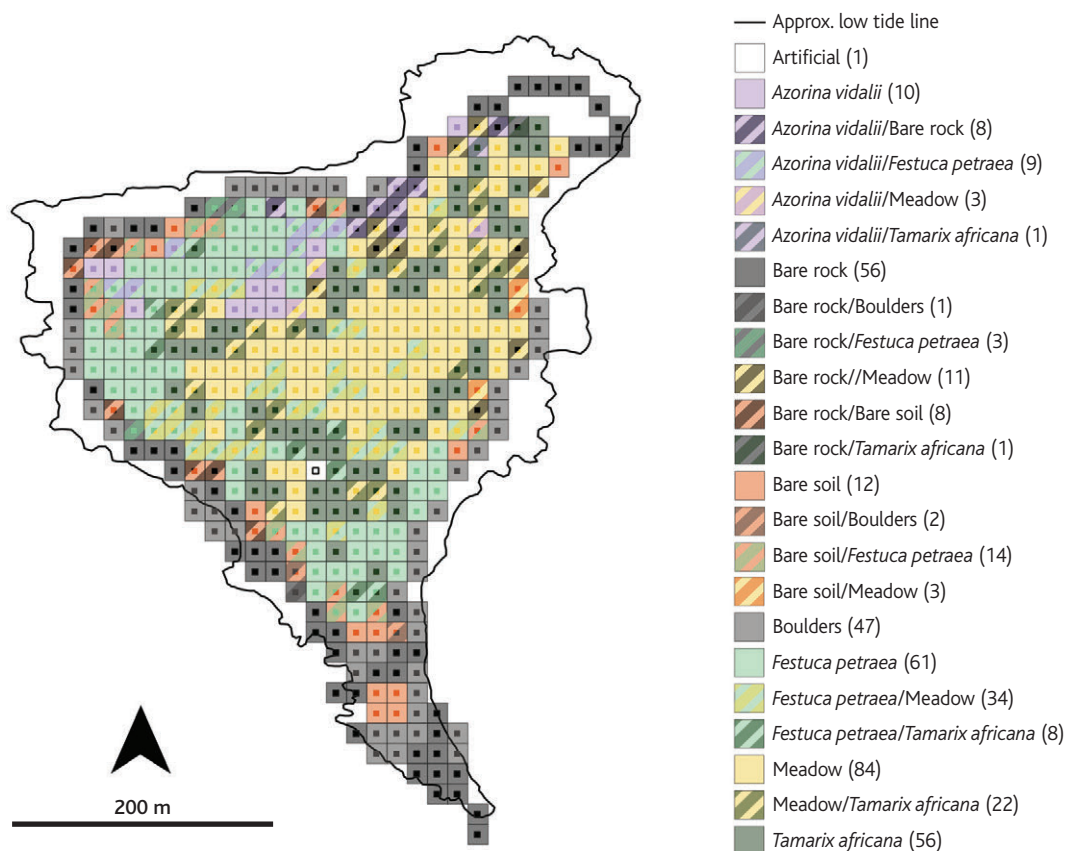 Approx. low tide line
Artificial (1)
Azorina vidalii (10)
Azorina vidalii/Bare rock (8)
Azorina vidalii/Festuca petraea (9)
Azorina vidalii/Meadow (3)
Azorina vidalii/Tamarix africana (1)
Bare rock (56)
Bare rock/Boulders (1)
Bare rock/Festuca petraea (3)
Bare rock//Meadow (11)
Bare rock/Bare soil (8)
Bare rock/Tamarix africana (1)
Bare soil (12)
Bare soil/Boulders (2)
Bare soil/Festuca petraea (14)
Bare soil/Meadow (3)
Boulders (47)
Festuca petraea (61)
Festuca petraea/Meadow (34)
Festuca petraea/Tamarix africana (8)
Meadow (84)
Meadow/Tamarix africana (22)
Tamarix africana (56)
200 m